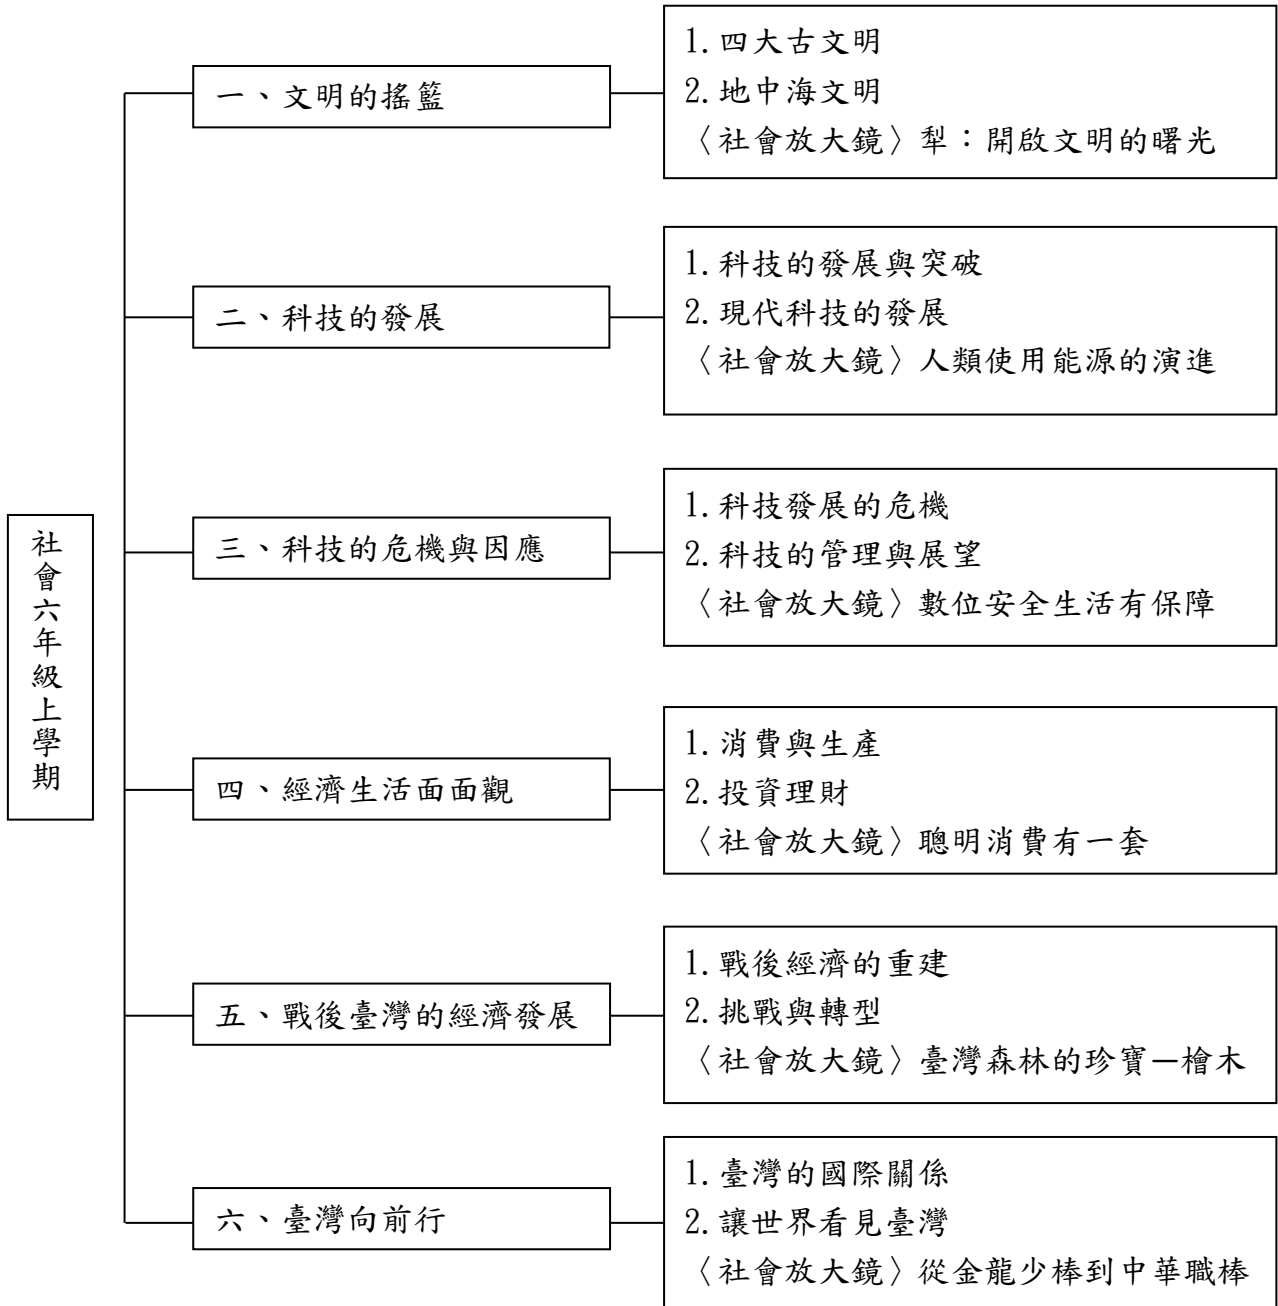 社會六年級上學期
一、文明的搖籃
1.四大古文明
2.地中海文明
〈社會放大鏡〉犁：開啟文明的曙光
二、科技的發展
1.科技的發展與突破
2.現代科技的發展
〈社會放大鏡〉人類使用能源的演進
三、科技的危機與因應
1.科技發展的危機
2.科技的管理與展望
〈社會放大鏡〉數位安全生活有保障
四、經濟生活面面觀
1.消費與生產
2.投資理財
〈社會放大鏡〉聰明消費有一套
五、戰後臺灣的經濟發展
1.戰後經濟的重建
2.挑戰與轉型
〈社會放大鏡〉臺灣森林的珍寶—檜木
六、臺灣向前行
1.臺灣的國際關係
2.讓世界看見臺灣
〈社會放大鏡〉從金龍少棒到中華職棒